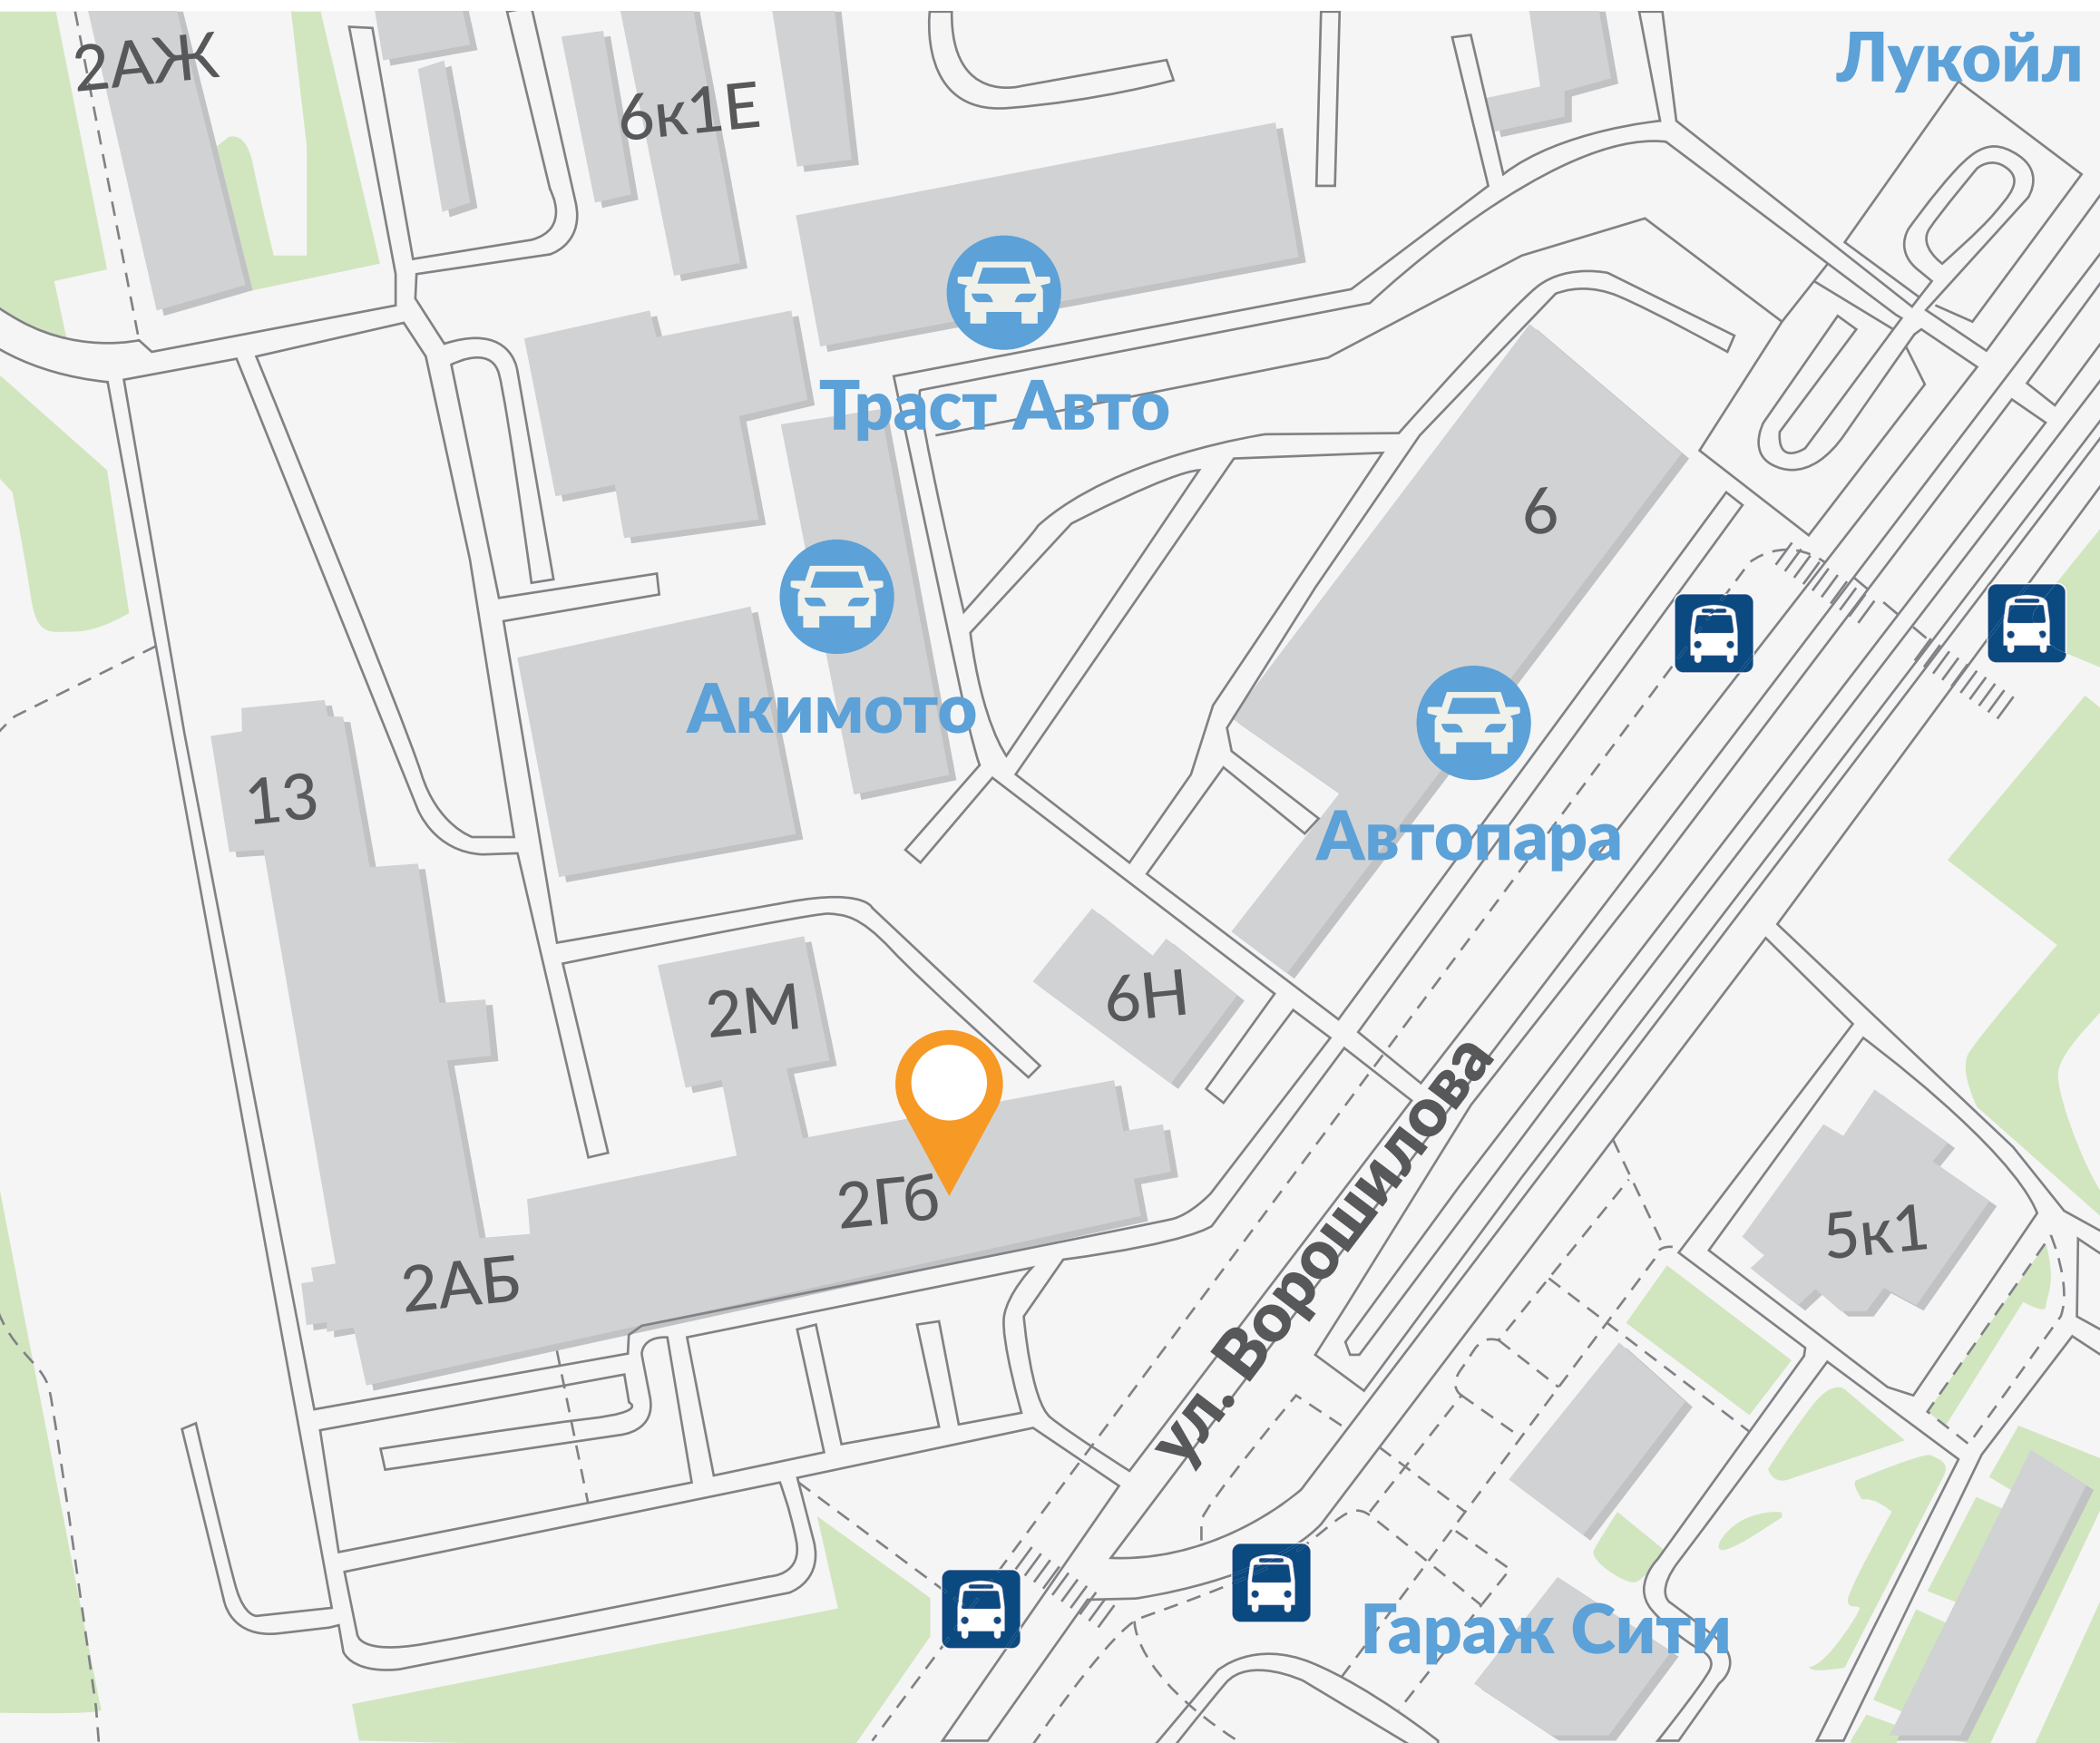 Лукойл
2АЖ
6к1Е
Траст Авто
6
Акимото
13
Автопара
2М
6Н
2Гб
ул. Ворошилова
5к1
2АБ
Гараж Сити